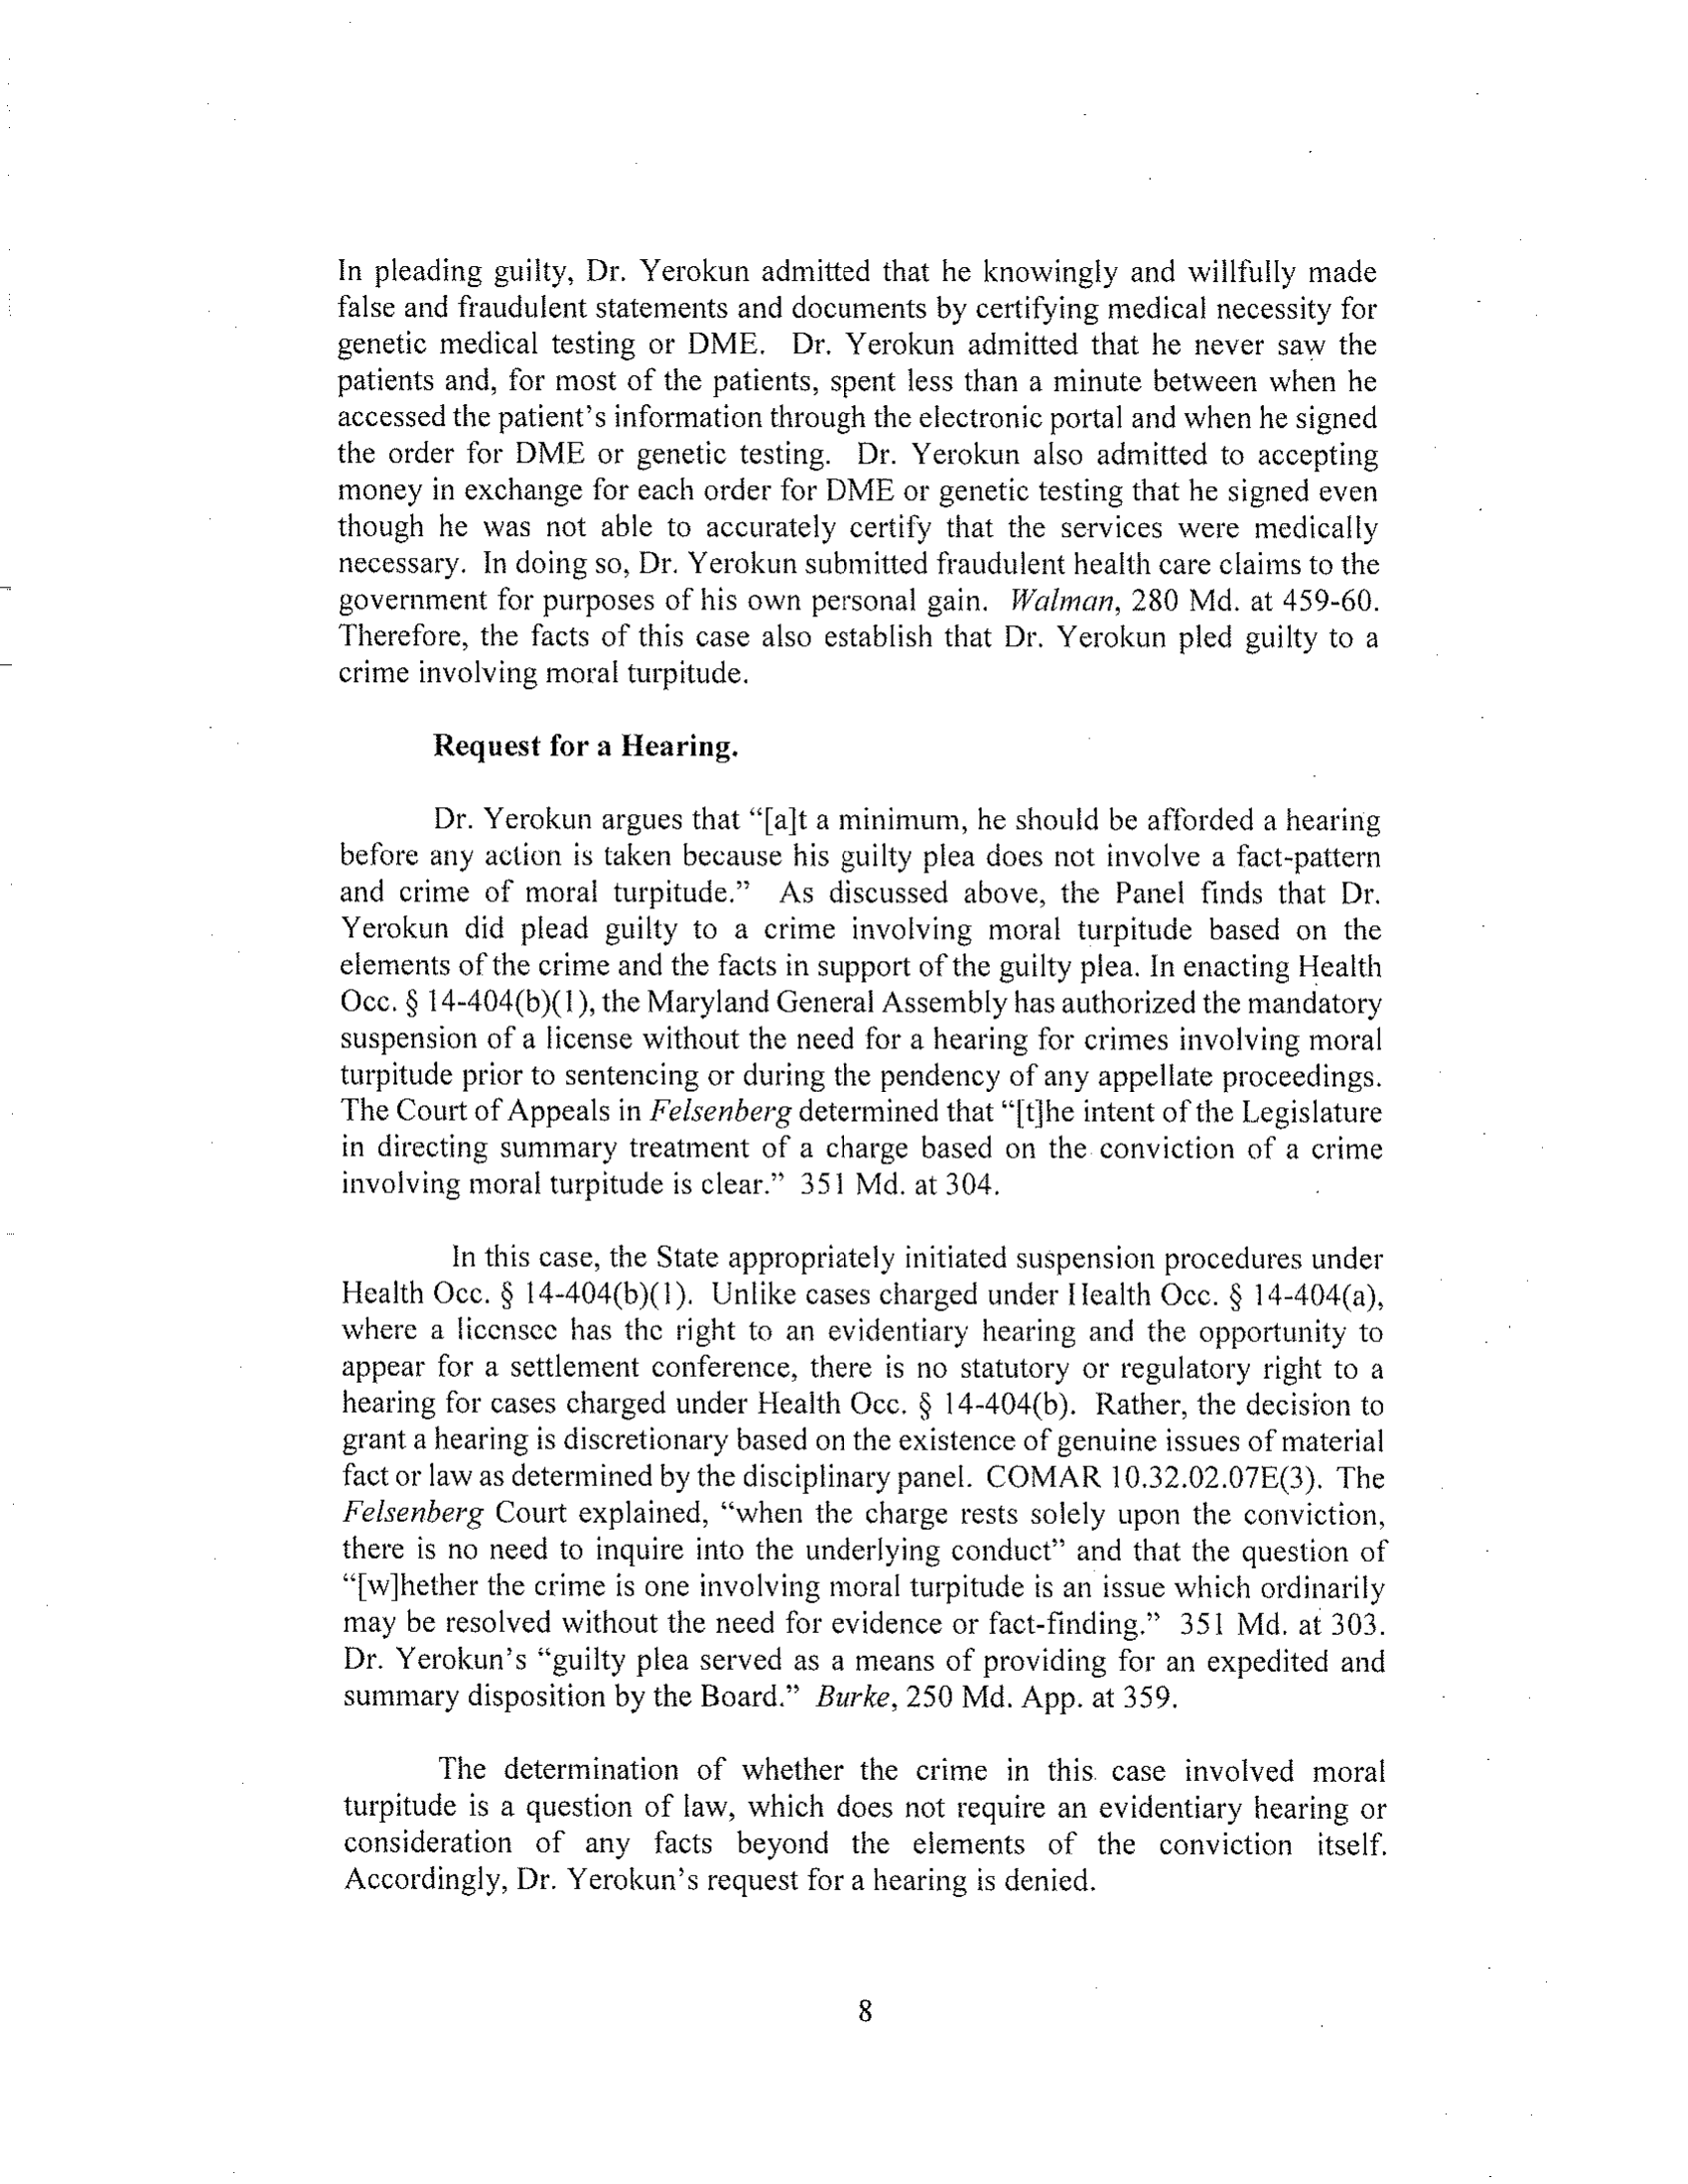 In pleading guilty, Dr. Yerokun admitted that he knowingly and willfully made
false and fraudulent statements and documents by certifying medical necessity for
genetic medical testing or DME. Dr. Yerokun admitted that he never saw the
patients and, for most of the patients, spent less than a minute between when he
accessed the patient's information through the electronic portal and when he signed
the order for DME or genetic testing. Dr. Yerokun also admitted to accepting
money in exchange for each order for DME or genetic testing that he signed even
though he was not able to accurately certify that the services were medically
necessary. In doing so, Dr. Yerokun submitted fraudulent health care claims to the
government for purposes of his own personal gain. Walman, 280 Md. at 459-60.
Therefore, the facts of this case also establish that Dr. Yerokun pled guilty to a
crime involving moral turpitude.
Request for a Hearing.
Dr. Yerokun argues that “[a]t a minimum, he should be afforded a hearing
before any action is taken because his guilty plea does not involve a fact-pattern
and crime of moral turpitude.” As discussed above, the Panel finds that Dr.
Yerokun did plead guilty to a crime involving moral turpitude based on the
elements of the crime and the facts in support of the guilty plea. In enacting Health
Occ. § 14-404(b)(1), the Maryland General Assembly has authorized the mandatory
suspension of a license without the need for a hearing for crimes involving moral
turpitude prior to sentencing or during the pendency of any appellate proceedings.
The Court of Appeals in Felsenberg determined that “[t]he intent of the Legislature
in directing summary treatment of a charge based on the conviction of a crime
involving moral turpitude is clear.” 351 Md. at 304.
In this case, the State appropriately initiated suspension procedures under
Health Occ. § 14-404(b)(1). Unlike cases charged under Health Occ. § 14-404(a),
where a licensee has the right to an evidentiary hearing and the opportunity to
appear for a settlement conference, there is no statutory or regulatory right to a
hearing for cases charged under Health Occ. § 14-404(b). Rather, the decision to
grant a hearing is discretionary based on the existence of genuine issues of material
fact or law as determined by the disciplinary panel. COMAR 10.32.02.07E(3). The
Felsenberg Court explained, “when the charge rests solely upon the conviction,
there is no need to inquire into the underlying conduct” and that the question of
“[w]hether the crime is one involving moral turpitude is an issue which ordinarily
may be resolved without the need for evidence or fact-finding.” 351 Md. at 303.
Dr. Yerokun's “guilty plea served as a means of providing for an expedited and
summary disposition by the Board.” Burke, 250 Md. App. at 359.
The determination of whether the crime in this case involved moral
turpitude is a question of law, which does not require an evidentiary hearing or
consideration of any facts beyond the elements of the conviction itself.
Accordingly, Dr. Yerokun's request for a hearing is denied.
8